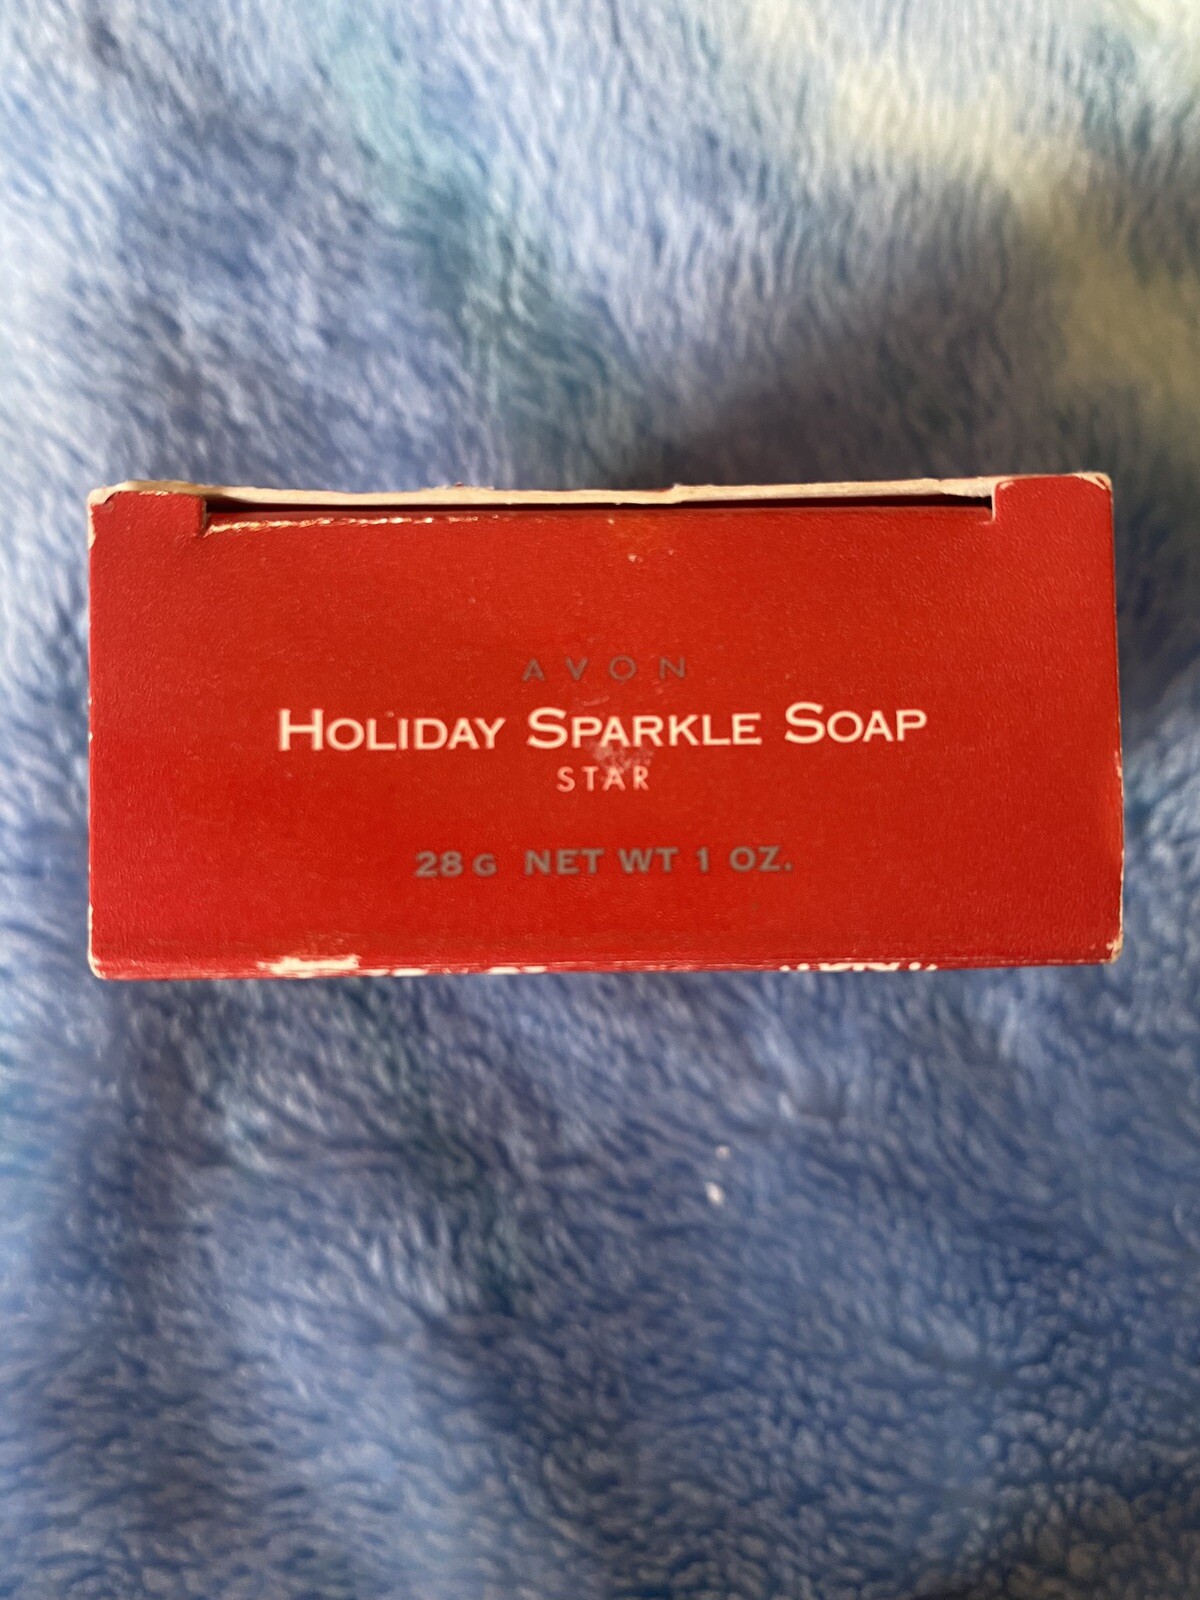 AVON
HOLIDAY SPARKLE SOAP
STAR
28 G NET WT 1 OZ.